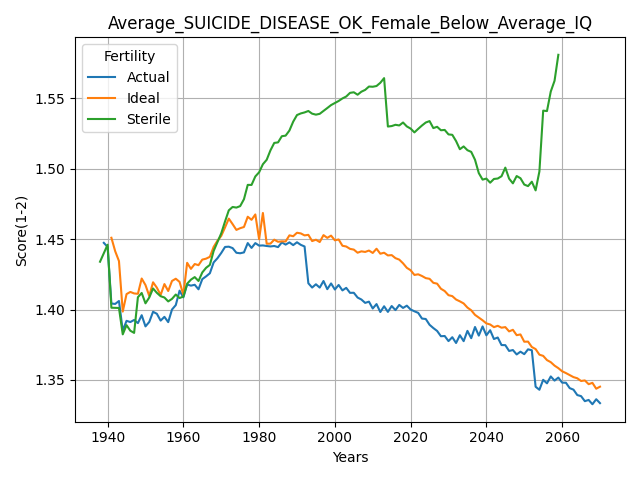 Average_SUICIDE_DISEASE_OK_Female_Below_Average_IQ
Fertility
Actual
Ideal
Sterile
Score(1-2)
1.55
1.50
1.45
1.40
1.35
1940 1960 1980 2000 2020 2040 2060
Years